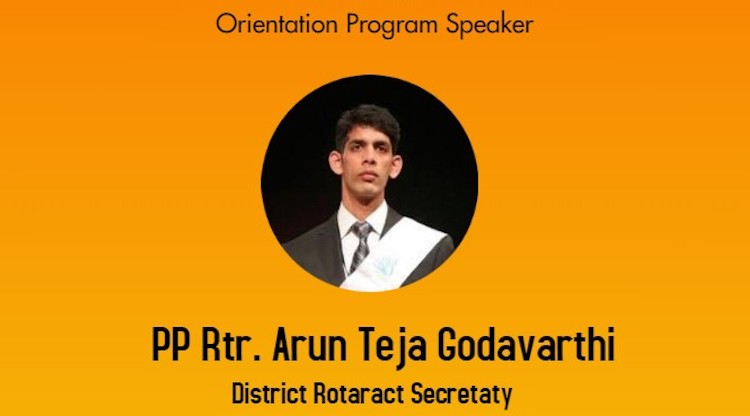 Orientation Program Speaker
PP Rtr. Arun Teja Godavarthi
District Rotaract Secretaty